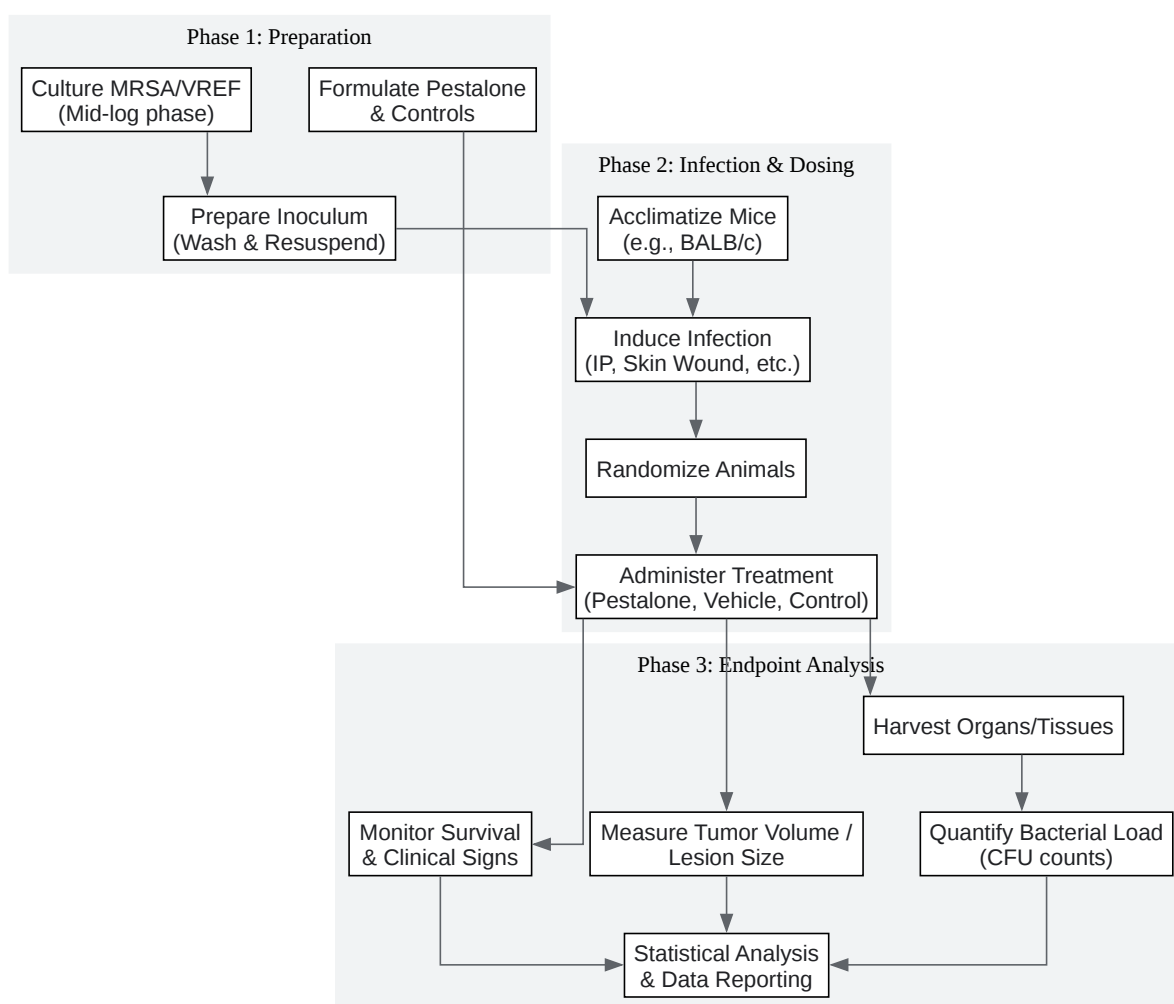 Phase 1: Preparation
Culture MRSA/VREF
(Mid-log phase)
Formulate Pestalone
& Controls
Prepare Inoculum
(Wash & Resuspend)
Phase 2: Infection & Dosing
Acclimatize Mice
(e.g., BALB/c)
Induce Infection
(IP, Skin Wound, etc.)
Randomize Animals
Administer Treatment
(Pestalone, Vehicle, Control)
Phase 3: Endpoint Analysis
Harvest Organs/Tissues
Monitor Survival
& Clinical Signs
Measure Tumor Volume /
Lesion Size
Quantify Bacterial Load
(CFU counts)
Statistical Analysis
& Data Reporting